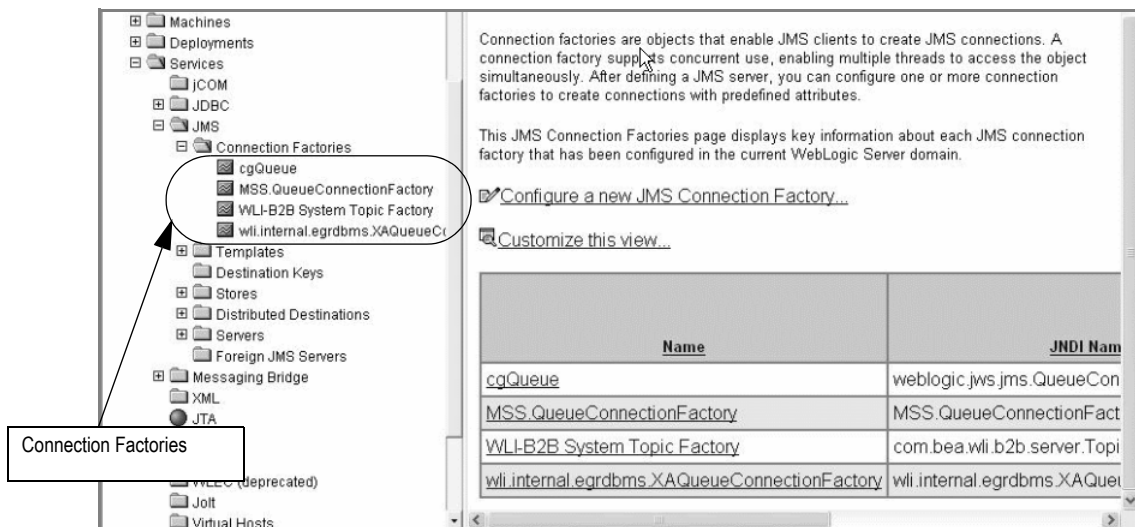 Machines
Deployments
Services
jCOM
JDBC
JMS
Connection Factories
cgQueue
MSS.QueueConnectionFactory
WLI-B2B System Topic Factory
wli.internal.egrdbms.XAQueueCo
Templates
Destination Keys
Stores
Distributed Destinations
Servers
Foreign JMS Servers
Messaging Bridge
XML
JTA
Connection Factories
WLEC (deprecated)
Jolt
Virtual Hosts
Connection factories are objects that enable JMS clients to create JMS connections. A
connection factory supports concurrent use, enabling multiple threads to access the object
simultaneously. After defining a JMS server, you can configure one or more connection
factories to create connections with predefined attributes.
This JMS Connection Factories page displays key information about each JMS connection
factory that has been configured in the current WebLogic Server domain.
Configure a new JMS Connection Factory...
Customize this view...
Name JNDI Nam
cgQueue weblogic.jws.jms.QueueCon
MSS.QueueConnectionFactory MSS.QueueConnectionFact
WLI-B2B System Topic Factory com.bea.wli.b2b.server.Topi
wli.internal.egrdbms.XAQueueConnectionFactory wli.internal.egrdbms.XAQueu